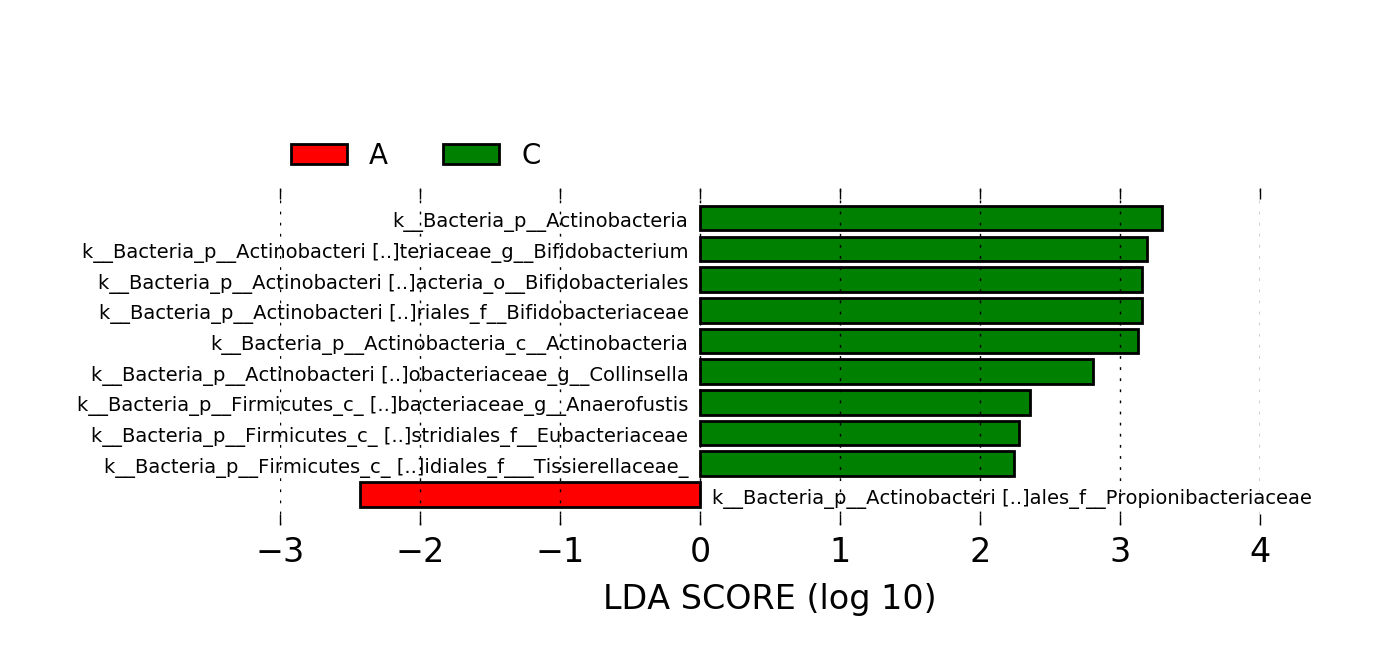 A C
k__Bacteria_p__Actinobacteria
k__Bacteria_p__Actinobacteri [..]teriaceae_g__Bifidobacterium
k__Bacteria_p__Actinobacteri [..]acteria_o__Bifidobacteriales
k__Bacteria_p__Actinobacteri [..]riales_f__Bifidobacteriaceae
k__Bacteria_p__Actinobacteria_c__Actinobacteria
k__Bacteria_p__Actinobacteri [..]obacteriaceae_g__Collinsella
k__Bacteria_p__Firmicutes_c_ [..]bacteriaceae_g__Anaerofustis
k__Bacteria_p__Firmicutes_c_ [..]stridiales_f__Eubacteriaceae
k__Bacteria_p__Firmicutes_c_ [..]idiales_f___Tissierellaceae_
k__Bacteria_p__Actinobacteri [..]ales_f__Propionibacteriaceae
−3 −2 −1 0 1 2 3 4
LDA SCORE (log 10)